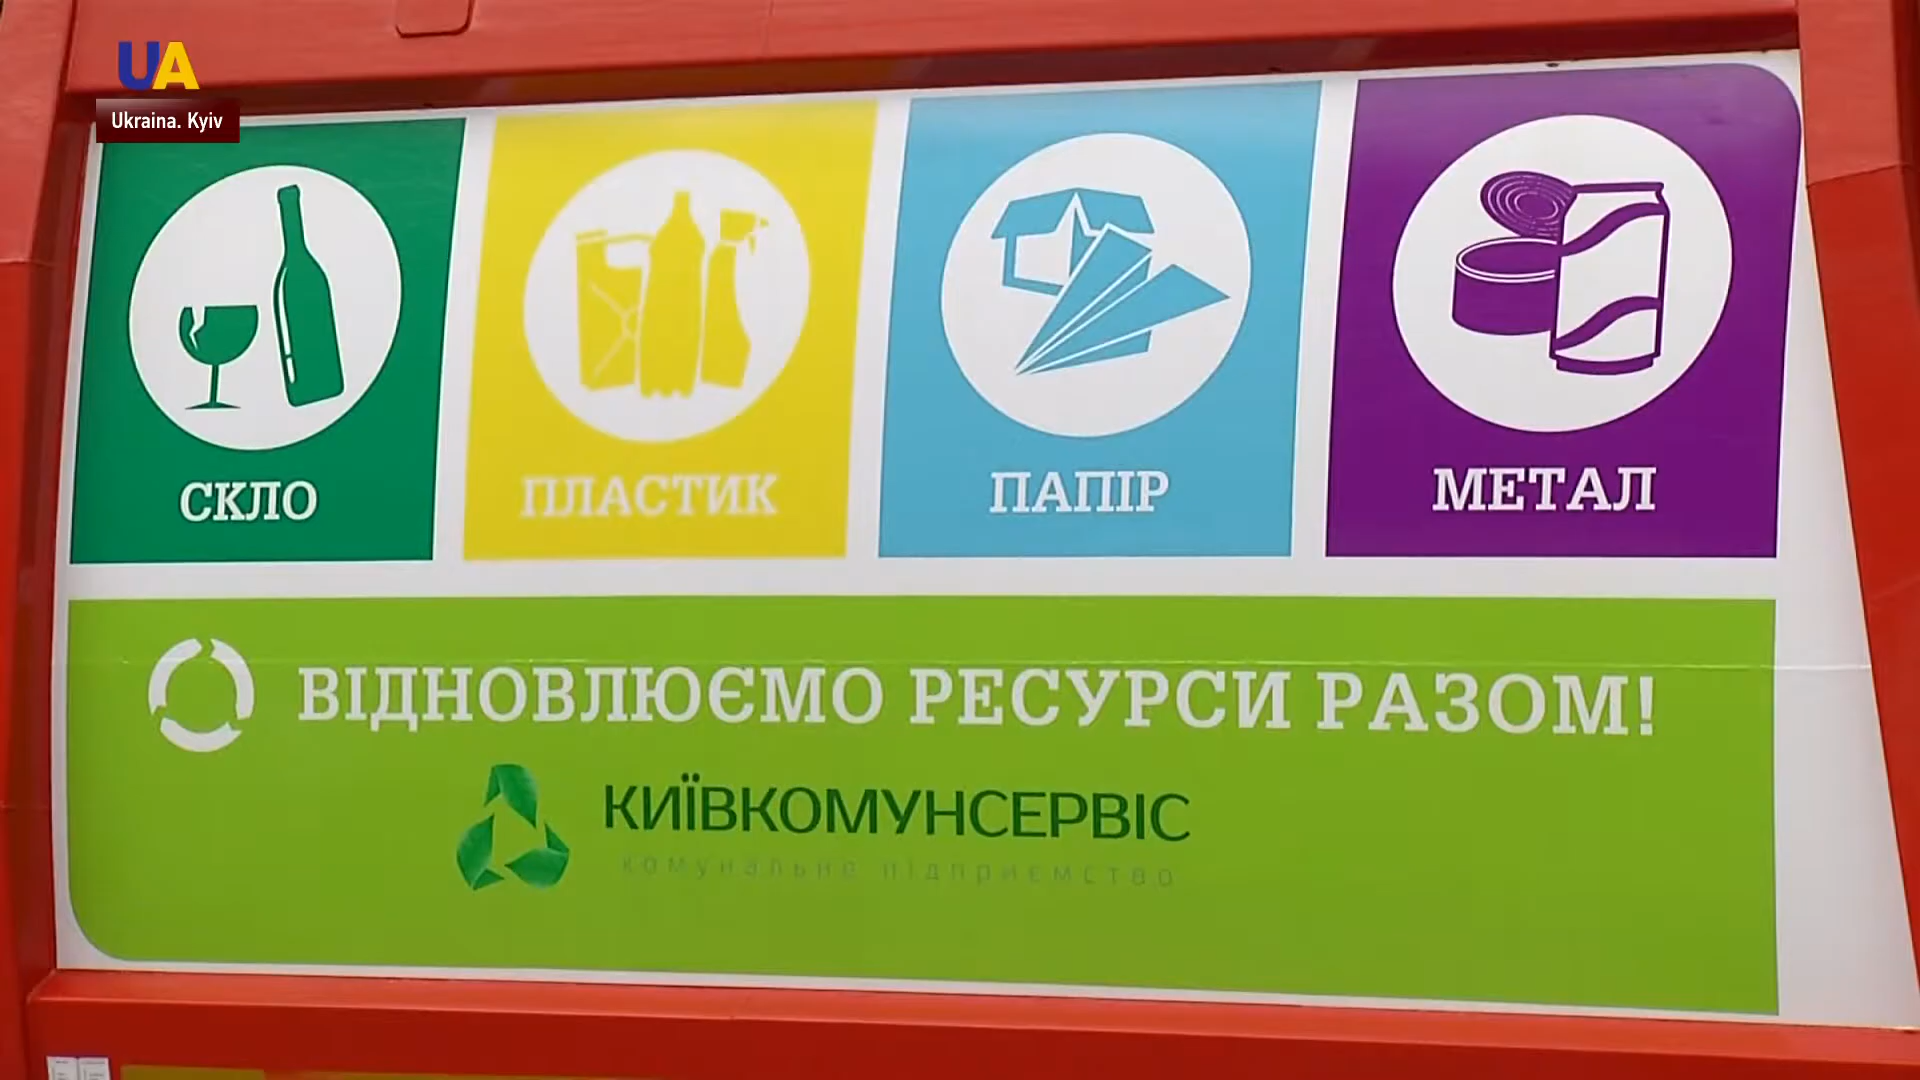 UA
Ukraina. Kyiv
СКЛО
ПЛАСТИК
ПАПІР
МЕТАЛ
ВІДНОВЛЮЄМО РЕСУРСИ РАЗОМ!
КИЇВКОМУНСЕРВІС
комунальне підприємство